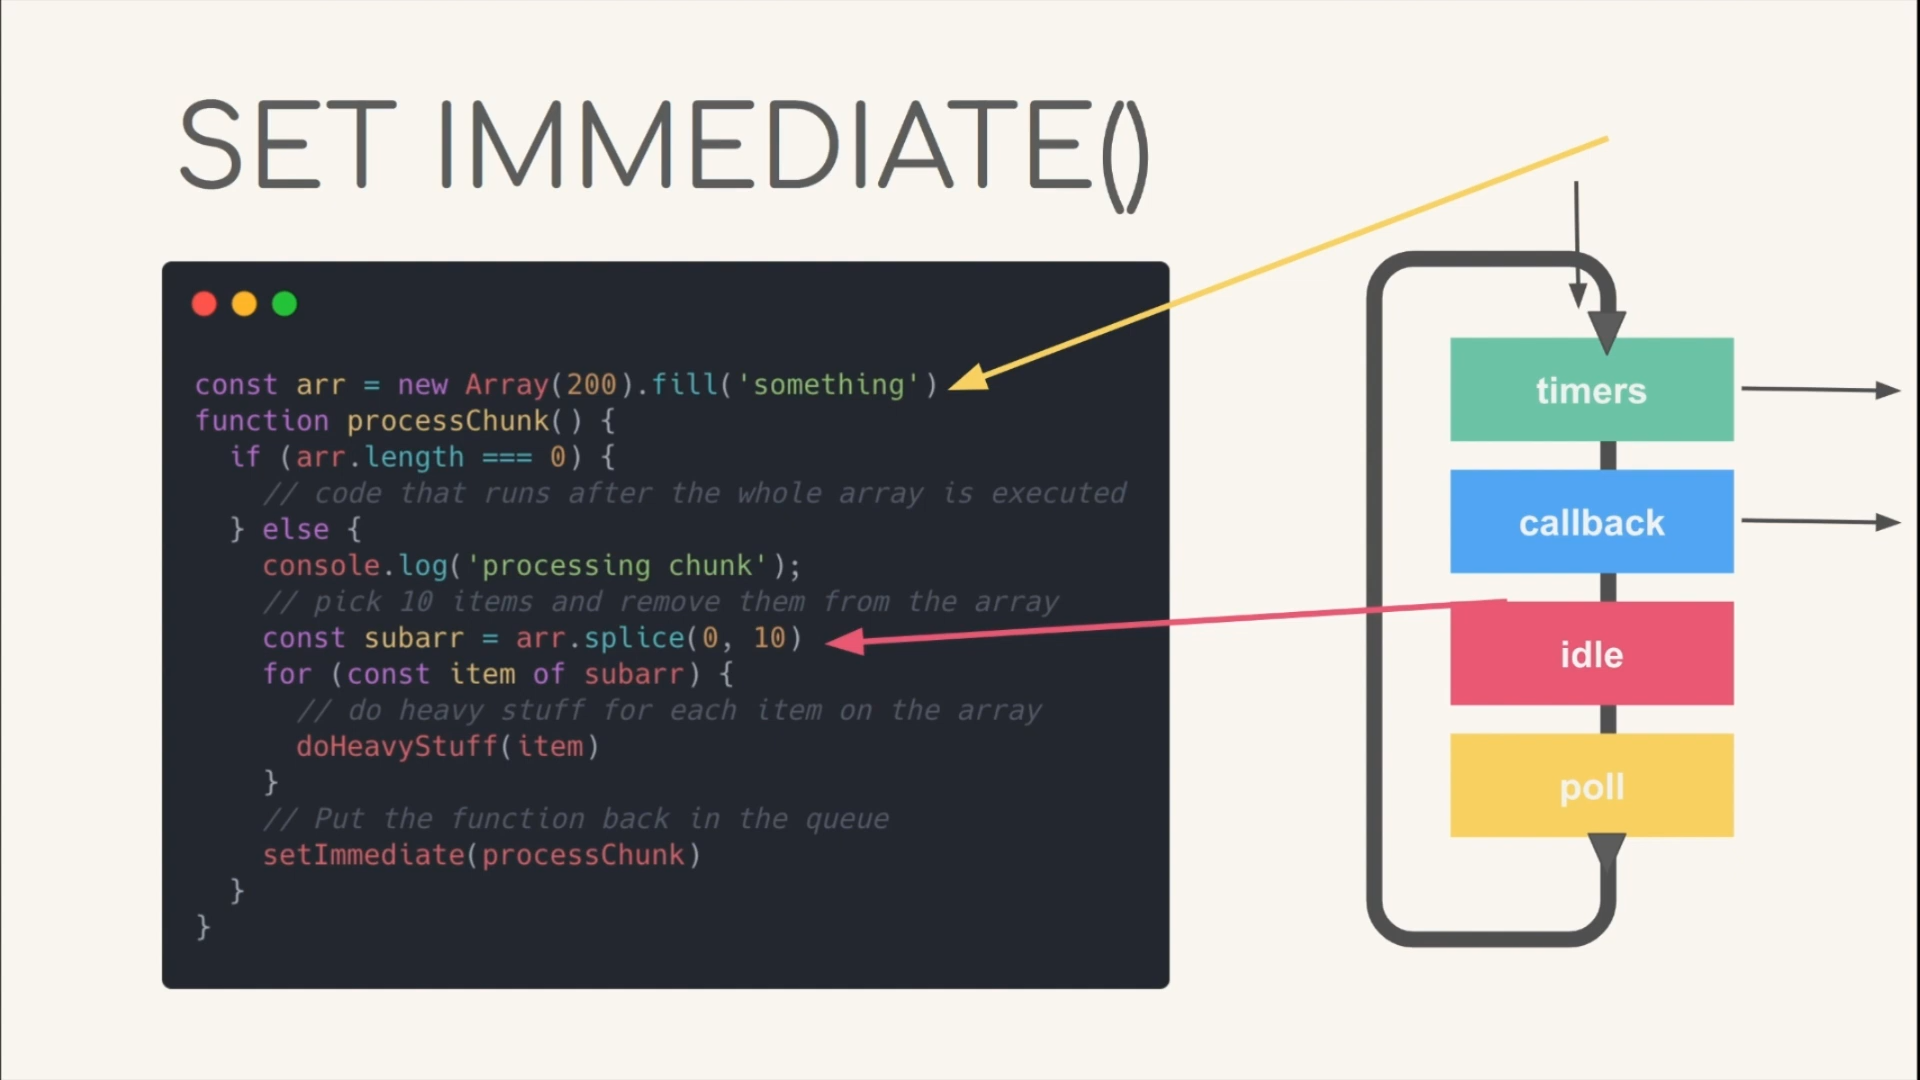 SET IMMEDIATE()
const arr = new Array(200).fill('something')
function processChunk() {
  if (arr.length === 0) {
    // code that runs after the whole array is executed
  } else {
    console.log('processing chunk');
    // pick 10 items and remove them from the array
    const subarr = arr.splice(0, 10)
    for (const item of subarr) {
      // do heavy stuff for each item on the array
      doHeavyStuff(item)
    }
    // Put the function back in the queue
    setImmediate(processChunk)
  }
}
timers
callback
idle
poll